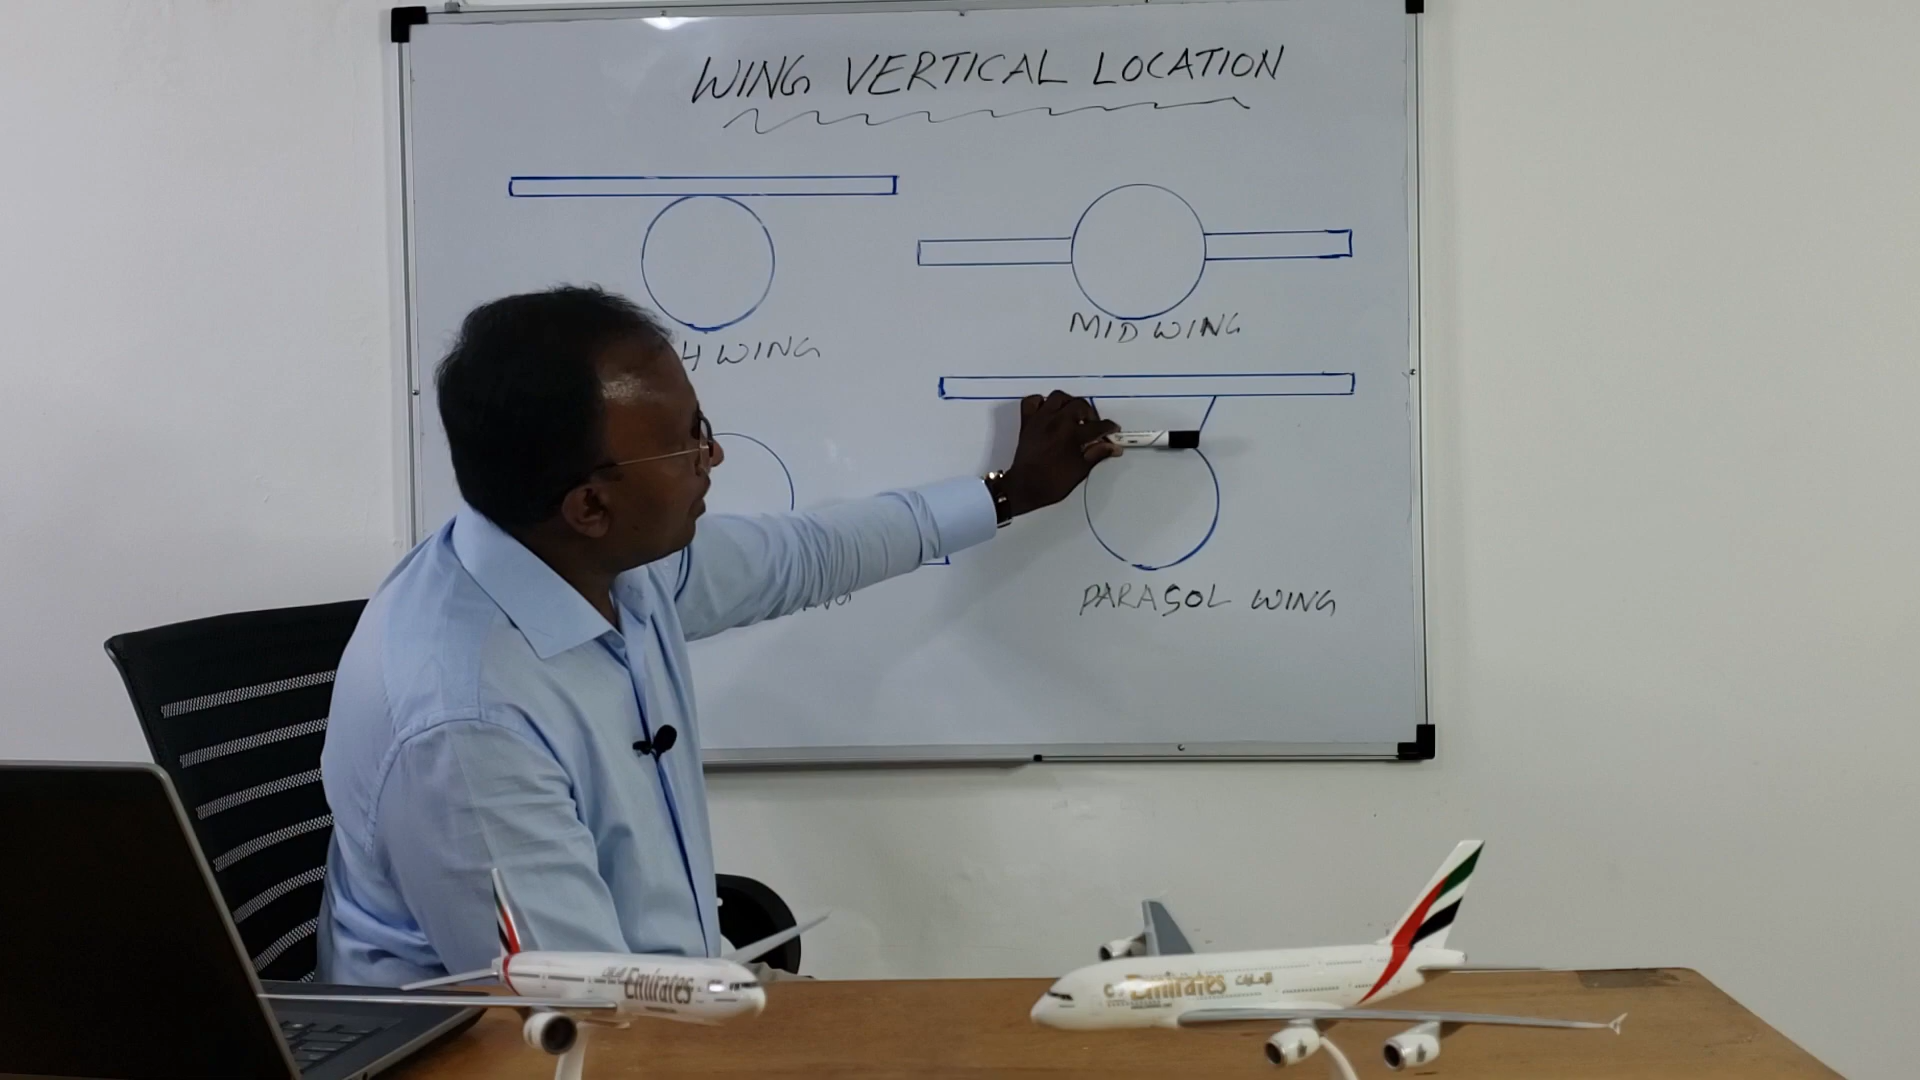 WING VERTICAL LOCATION
H WING
MID WING
PARASOL WING
Emirates
Emirates